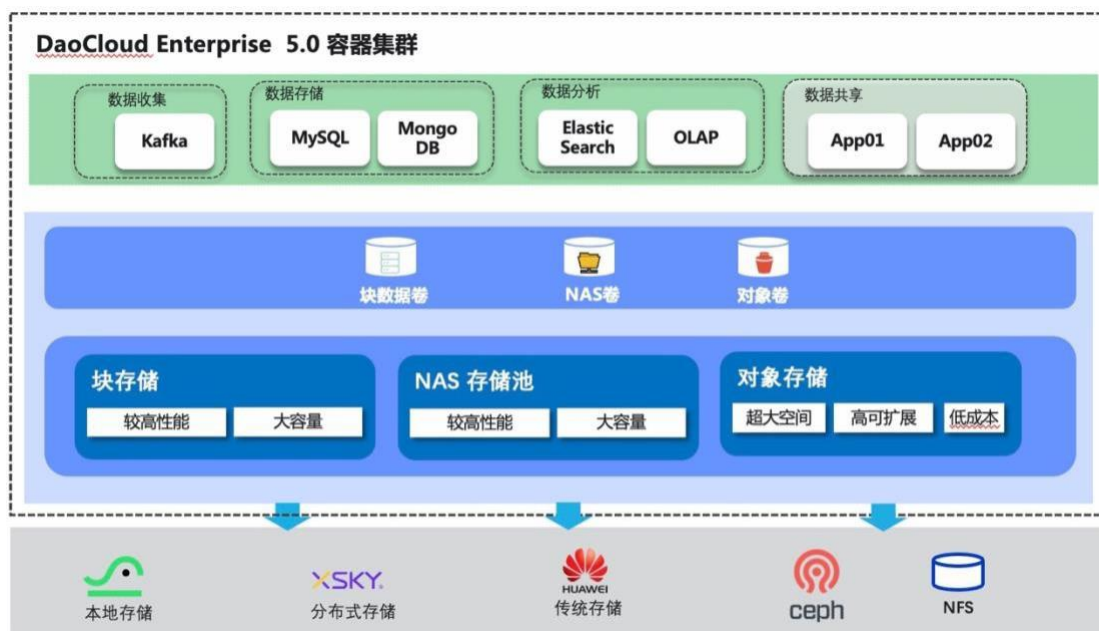 DaoCloud Enterprise 5.0 容器集群
数据收集
Kafka
数据存储
MySQL
Mongo
DB
数据分析
Elastic
Search
OLAP
数据共享
App01
App02
块数据卷
NAS卷
对象卷
块存储
较高性能
大容量
NAS 存储池
较高性能
大容量
对象存储
超大空间
高可扩展
低成本
本地存储
XSKY
分布式存储
HUAWEI
传统存储
ceph
NFS